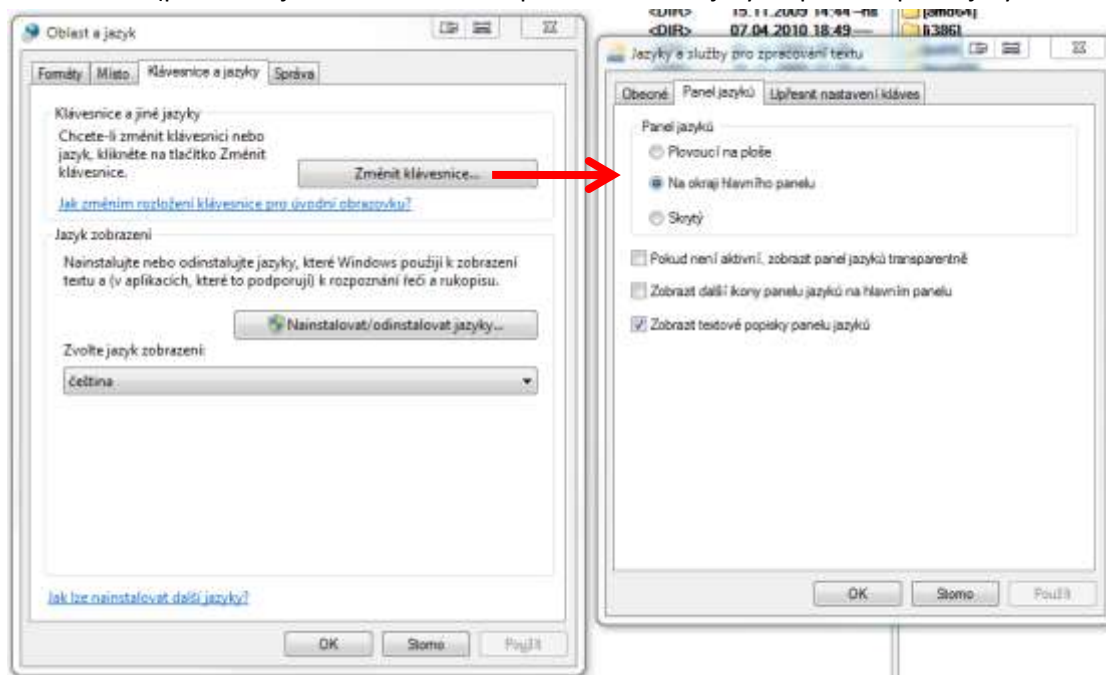 <DIR> 15.11.2009 14:44 [amd64]
<DIR> 07.04.2010 18:49 [i386]
Oblast a jazyk
Formáty Místo Klávesnice a jazyky Správa
Klávesnice a jiné jazyky
Chcete-li změnit klávesnici nebo
jazyk, klikněte na tlačítko Změnit
klávesnice.
Změnit klávesnice...
Jak změním rozložení klávesnice pro úvodní obrazovku?
Jazyk zobrazení
Nainstalujte nebo odinstalujte jazyky, které Windows použijí k zobrazení
textu a (v aplikacích, které to podporují) k rozpoznání řeči a rukopisu.
Nainstalovat/odinstalovat jazyky...
Zvolte jazyk zobrazení:
čeština
Jak lze nainstalovat další jazyky?
OK Storno Použít
Jazyky a služby pro zpracování textu
Obecné Panel jazyků Upřesnit nastavení kláves
Panel jazyků
Plovoucí na ploše
Na okraji hlavního panelu
Skrytý
Pokud není aktivní, zobrazit panel jazyků transparentně
Zobrazit další ikony panelu jazyků na hlavním panelu
Zobrazit textové popisky panelu jazyků
OK Storno Použít